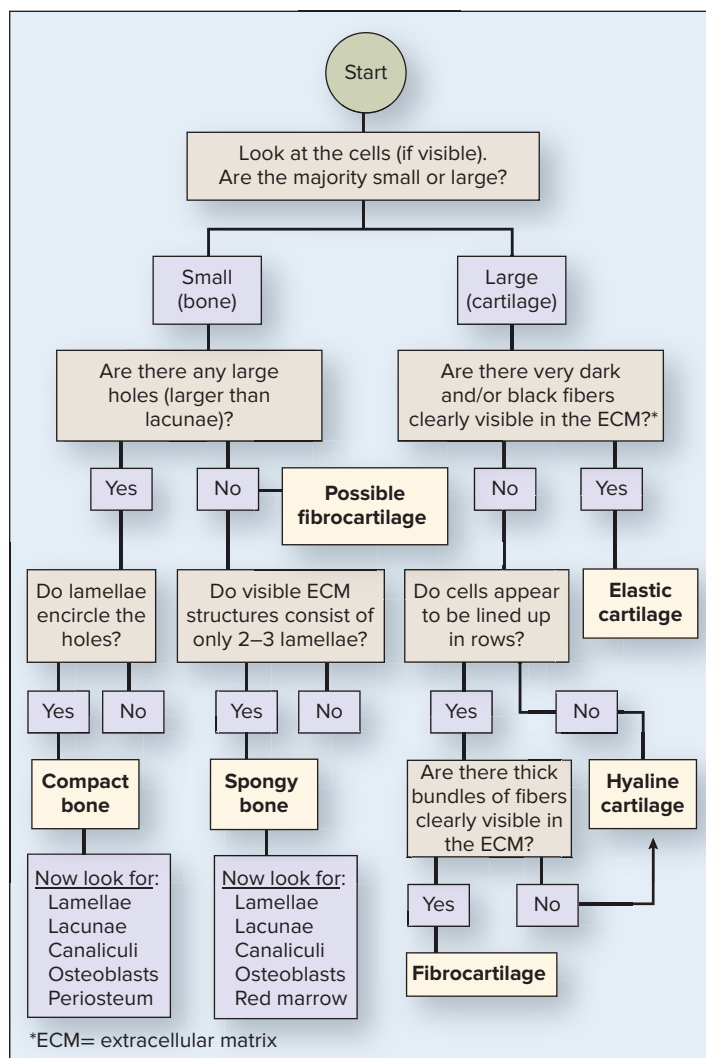 Start
Look at the cells (if visible).
Are the majority small or large?
Small
(bone)
Large
(cartilage)
Are there any large
holes (larger than
lacunae)?
Are there very dark
and/or black fibers
clearly visible in the ECM?*
Yes
No
Possible
fibrocartilage
No
Yes
Do lamellae
encircle the
holes?
Do visible ECM
structures consist of
only 2–3 lamellae?
Do cells appear
to be lined up
in rows?
Elastic
cartilage
Yes
No
Yes
No
Yes
No
Compact
bone
Spongy
bone
Are there thick
bundles of fibers
clearly visible in
the ECM?
Hyaline
cartilage
Now look for:
Lamellae
Lacunae
Canaliculi
Osteoblasts
Periosteum
Now look for:
Lamellae
Lacunae
Canaliculi
Osteoblasts
Red marrow
Yes
No
Fibrocartilage
*ECM= extracellular matrix